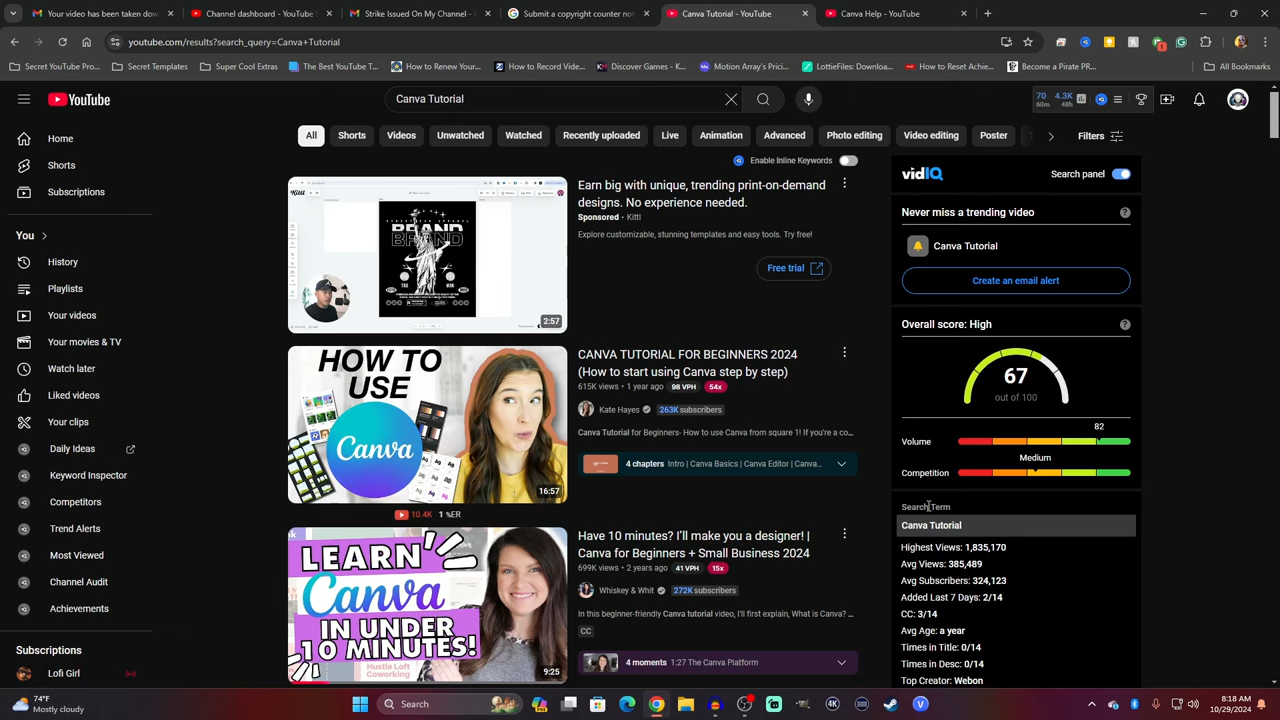 Your video has been taken dow
Channel dashboard - YouTube S
Strike Issued On My Channel -
Submit a copyright counter not
Canva Tutorial - YouTube
Canva Help - YouTube
youtube.com/results?search_query=Canva+Tutorial
Secret YouTube Pro...
Secret Templates
Super Cool Extras
The Best YouTube T...
How to Renew Your...
How to Record Vide...
Discover Games - K...
Motion Array's Prici...
LottieFiles: Downloa...
How to Reset Achie...
Become a Pirate PR...
All Bookmarks
YouTube
Canva Tutorial
70 60m
4.3K 48h
All
Shorts
Videos
Unwatched
Watched
Recently uploaded
Live
Animation
Advanced
Photo editing
Video editing
Poster
Filters
Home
Shorts
Subscriptions
You
History
Playlists
Your videos
Your movies & TV
Watch later
Liked videos
Your clips
Daily Ideas
Keyword Inspector
Competitors
Trend Alerts
Most Viewed
Channel Audit
Achievements
Subscriptions
Lofi Girl
Enable Inline Keywords
Kittl
BRAND
BRAND
2:57
Earn big with unique, trending print-on-demand
designs. No experience needed.
Sponsored · Kittl
Explore customizable, stunning templates and easy tools. Try free!
Free trial
HOW TO
USE
Canva
16:57
10.4K 1 %ER
CANVA TUTORIAL FOR BEGINNERS 2024
(How to start using Canva step by step)
615K views • 1 year ago 98 VPH 54x
Kate Hayes 263K subscribers
Canva Tutorial for Beginners- How to use Canva from square 1! If you're a co...
4 chapters Intro | Canva Basics | Canva Editor | Canva...
LEARN
Canva
IN UNDER
10 MINUTES!
Hustle Loft
Coworking
9:25
Have 10 minutes? I'll make you a designer! |
Canva for Beginners + Small Business 2024
699K views • 2 years ago 41 VPH 15x
Whiskey & Whit 272K subscribers
In this beginner-friendly Canva tutorial video, I'll first explain, What is Canva? ...
CC
4 moments 1:27 The Canva Platform
vidIQ
Search panel
Never miss a trending video
Canva Tutorial
Create an email alert
Overall score: High
67
out of 100
82
Volume
Medium
Competition
Search Term
Canva Tutorial
Highest Views: 1,835,170
Avg Views: 385,489
Avg Subscribers: 324,123
Added Last 7 Days: 2/14
CC: 3/14
Avg Age: a year
Times in Title: 0/14
Times in Desc: 0/14
Top Creator: Webon
74°F
Mostly cloudy
Search
4K
8:18 AM
10/29/2024